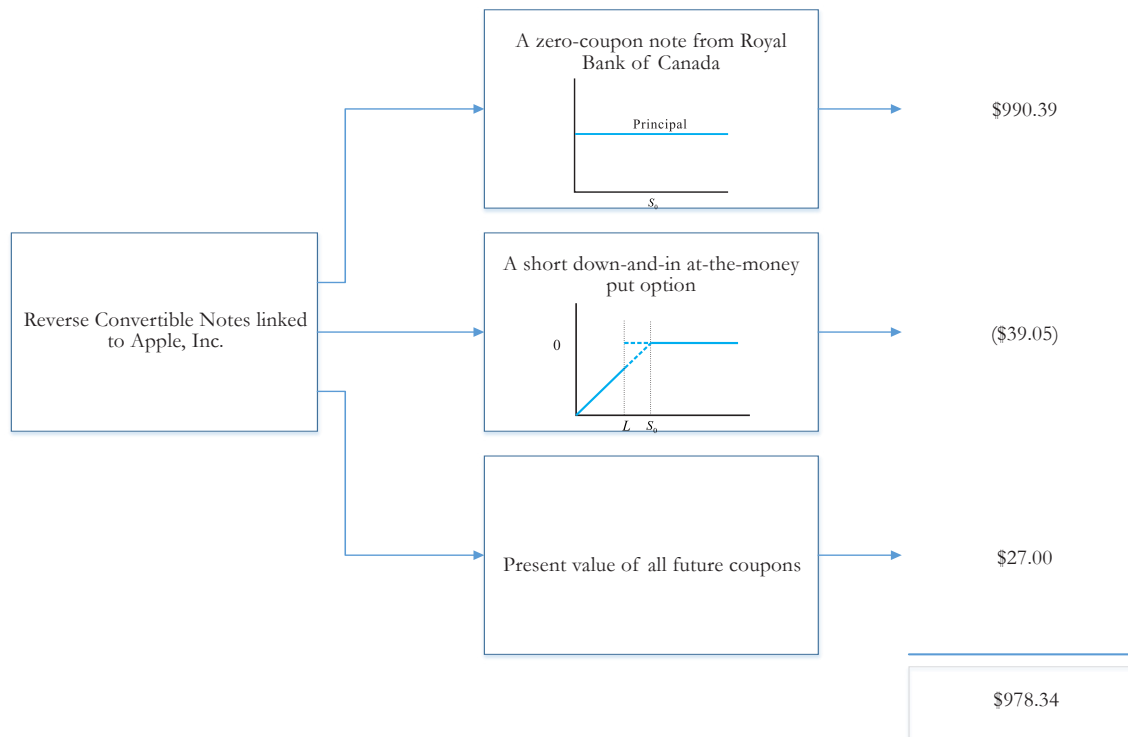 A zero-coupon note from Royal
Bank of Canada
Principal
S₀
$990.39
Reverse Convertible Notes linked
to Apple, Inc.
A short down-and-in at-the-money
put option
0
L S₀
($39.05)
Present value of all future coupons
$27.00
$978.34